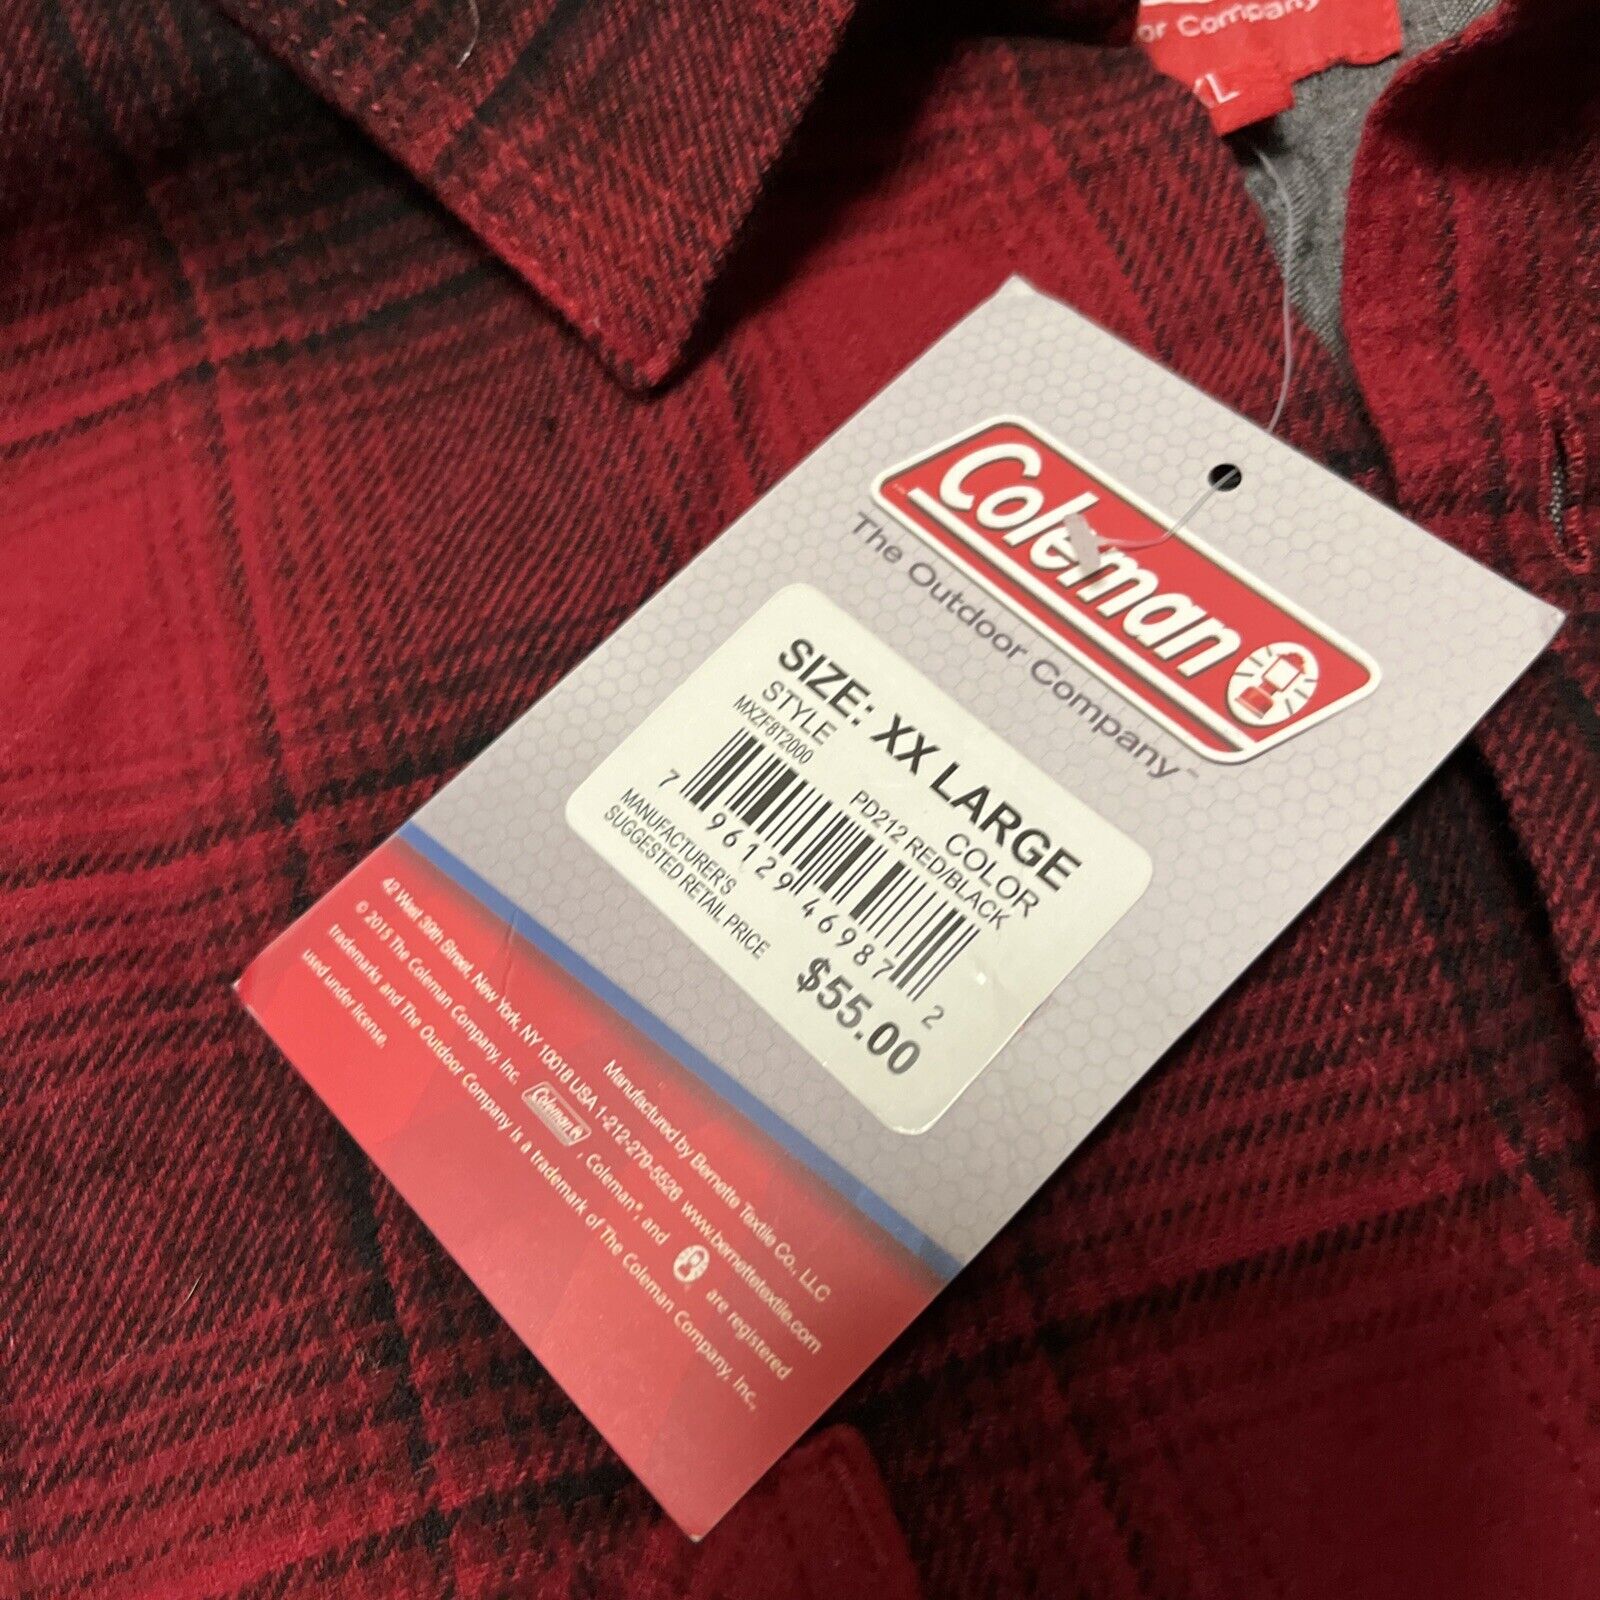 or Company
XL
Coleman
The Outdoor Company™
SIZE: XX LARGE
STYLE COLOR
MXZF8T2000 PD212 RED/BLACK
7 96129 46987 2
MANUFACTURER'S
SUGGESTED RETAIL PRICE $55.00
Manufactured by Bernette Textile Co., LLC
42 West 39th Street, New York, NY 10018 USA 1-212-279-5526 www.bernettetextile.com
© 2015 The Coleman Company, Inc. Coleman , Coleman®, and are registered
trademarks and The Outdoor Company is a trademark of The Coleman Company, Inc.,
used under license.